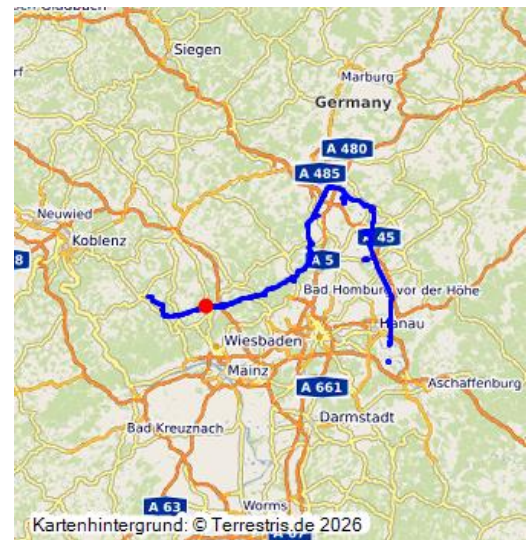 Siegen
Marburg
Germany
A 480
A 485
Neuwied
Koblenz
8
A 45
A 5
Bad Homburg vor der Höhe
Hanau
Wiesbaden
Mainz
A 661
Aschaffenburg
Darmstadt
Bad Kreuznach
A 63
Worms
Kartenhintergrund: © Terrestris.de 2026